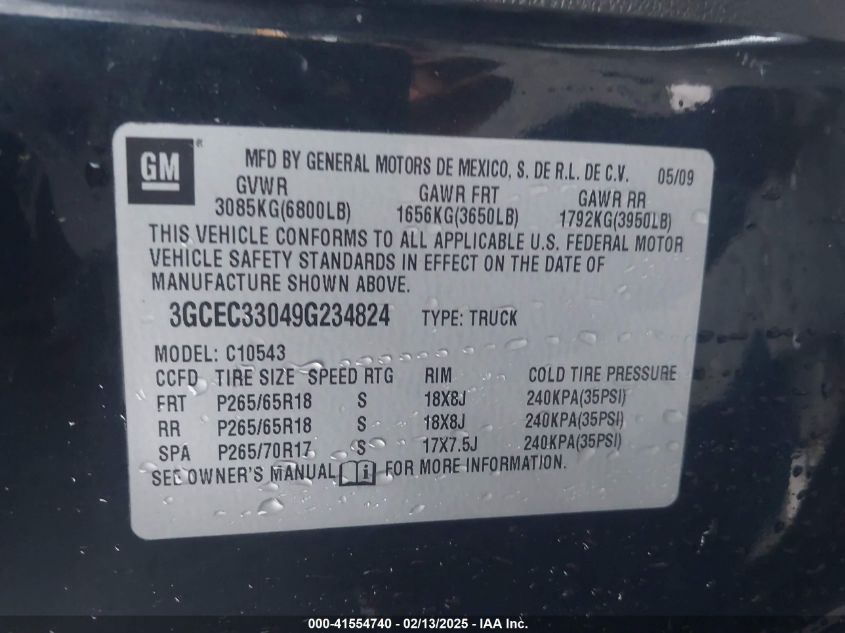 GM
MFD BY GENERAL MOTORS DE MEXICO, S. DE R.L. DE C.V. 05/09
GVWR GAWR FRT GAWR RR
3085KG(6800LB) 1656KG(3650LB) 1792KG(3950LB)
THIS VEHICLE CONFORMS TO ALL APPLICABLE U.S. FEDERAL MOTOR
VEHICLE SAFETY STANDARDS IN EFFECT ON THE DATE OF
MANUFACTURE SHOWN ABOVE.
3GCEC33049G234824 TYPE: TRUCK
MODEL: C10543
CCFD TIRE SIZE SPEED RTG RIM COLD TIRE PRESSURE
FRT P265/65R18 S 18X8J 240KPA(35PSI)
RR P265/65R18 S 18X8J 240KPA(35PSI)
SPA P265/70R17 S 17X7.5J 240KPA(35PSI)
SEE OWNER'S MANUAL FOR MORE INFORMATION.
000-41554740 - 02/13/2025 - IAA Inc.